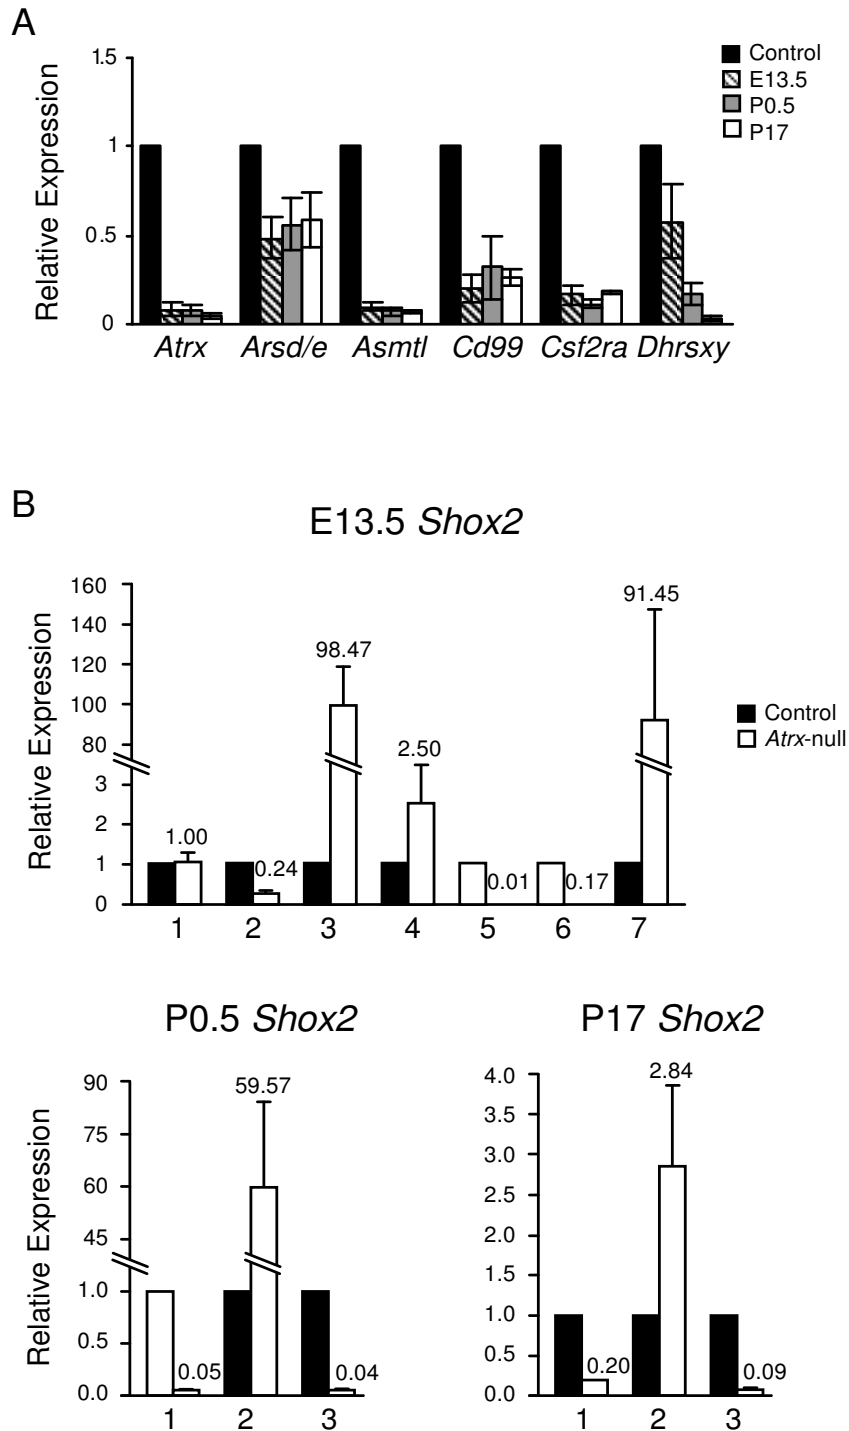 A
Relative Expression
1.5
1
0.5
0
Control
E13.5
P0.5
P17
Atrx Arsd/e Asmtl Cd99 Csf2ra Dhrsxy
B
E13.5 Shox2
Relative Expression
160
140
120
100
80
3
2
1
0
1.00
0.24
98.47
2.50
0.01
0.17
91.45
Control
Atrx-null
1 2 3 4 5 6 7
P0.5 Shox2
Relative Expression
90
75
60
45
1.0
0.5
0.0
0.05
59.57
0.04
1 2 3
P17 Shox2
4.0
3.5
3.0
2.5
2.0
1.5
1.0
0.5
0.0
0.20
2.84
0.09
1 2 3